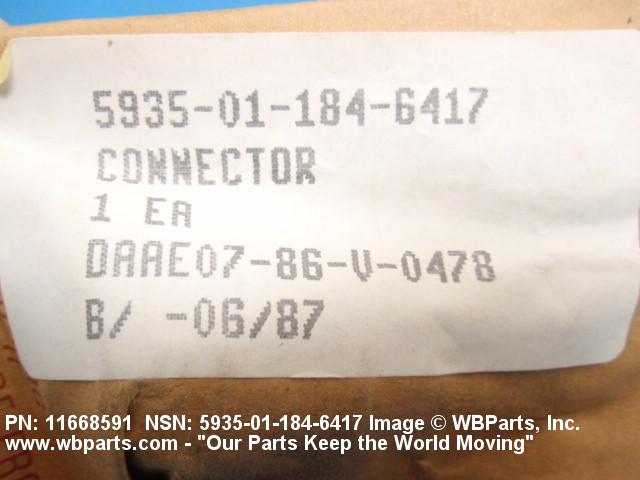 5935-01-184-6417
CONNECTOR
1 EA
DAAE07-86-V-0478
B/ -06/87
PN: 11668591 NSN: 5935-01-184-6417 Image © WBParts, Inc.
www.wbparts.com - "Our Parts Keep the World Moving"